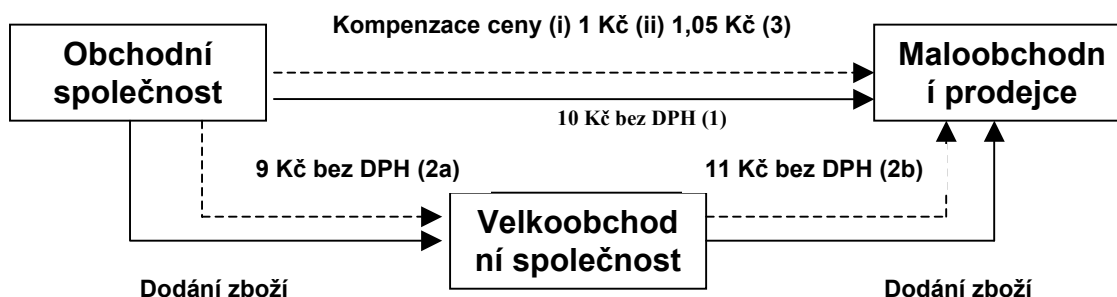 Kompenzace ceny (i) 1 Kč (ii) 1,05 Kč (3)
Obchodní
společnost
Maloobchodn
í prodejce
10 Kč bez DPH (1)
9 Kč bez DPH (2a)
11 Kč bez DPH (2b)
Velkoobchod
ní společnost
Dodání zboží
Dodání zboží